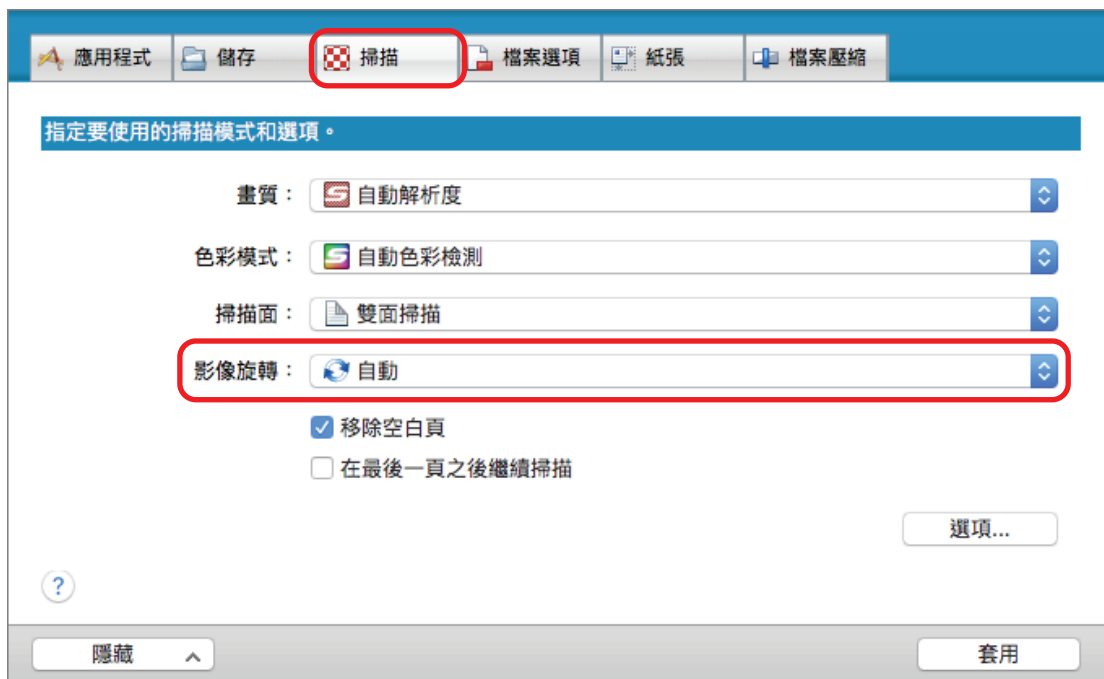 應用程式 儲存 掃描 檔案選項 紙張 檔案壓縮
指定要使用的掃描模式和選項。
畫質： 自動解析度
色彩模式： 自動色彩檢測
掃描面： 雙面掃描
影像旋轉： 自動
移除空白頁
在最後一頁之後繼續掃描
選項...
?
隱藏 套用